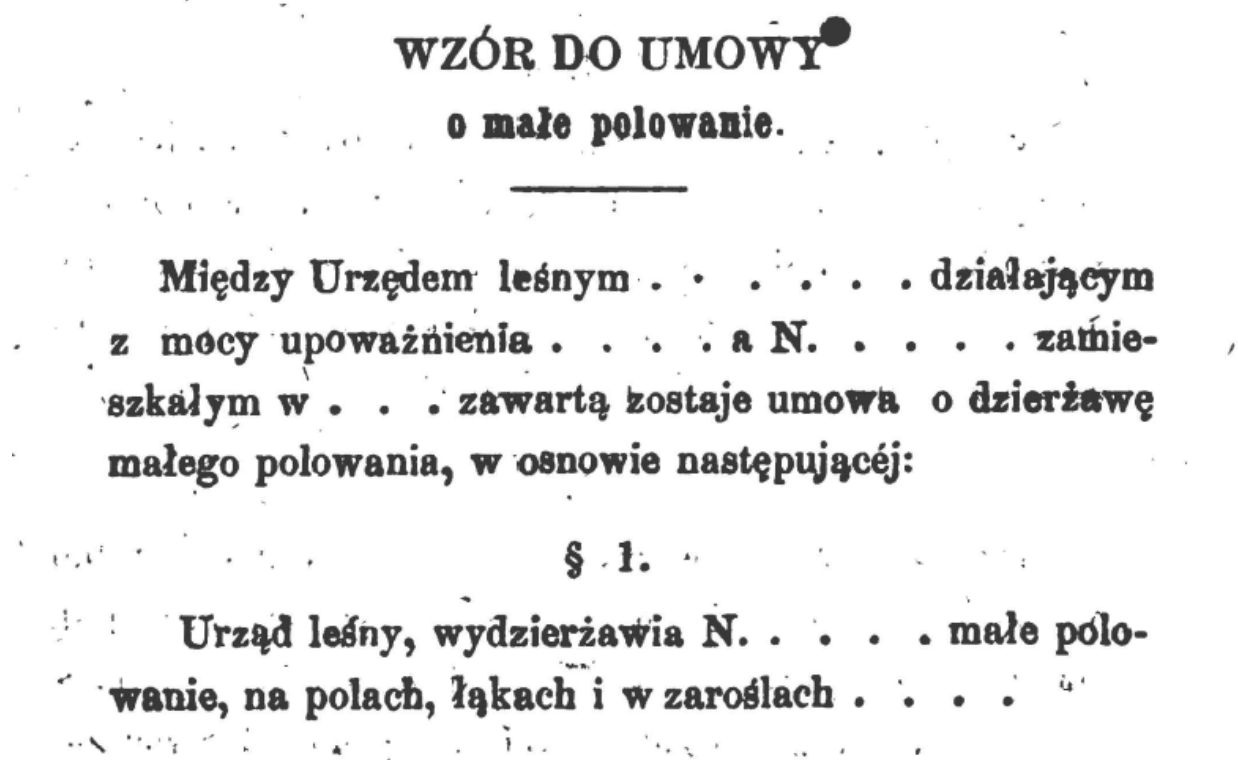 WZÓR DO UMOWY
o małe polowanie.
Między Urzędem leśnym . . . . . . działającym
z mocy upoważnienia . . . . a N. . . . . zamie-
szkałym w . . . zawartą zostaje umowa o dzierżawę
małego polowania, w osnowie następującéj:
§ 1.
Urząd leśny, wydzierżawia N. . . . . małe polo-
wanie, na polach, łąkach i w zaroślach . . . .